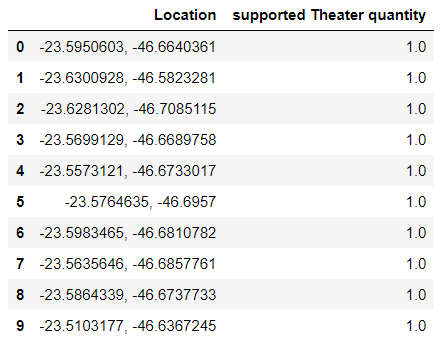 Location supported Theater quantity
0 -23.5950603, -46.6640361 1.0
1 -23.6300928, -46.5823281 1.0
2 -23.6281302, -46.7085115 1.0
3 -23.5699129, -46.6689758 1.0
4 -23.5573121, -46.6733017 1.0
5 -23.5764635, -46.6957 1.0
6 -23.5983465, -46.6810782 1.0
7 -23.5635646, -46.6857761 1.0
8 -23.5864339, -46.6737733 1.0
9 -23.5103177, -46.6367245 1.0